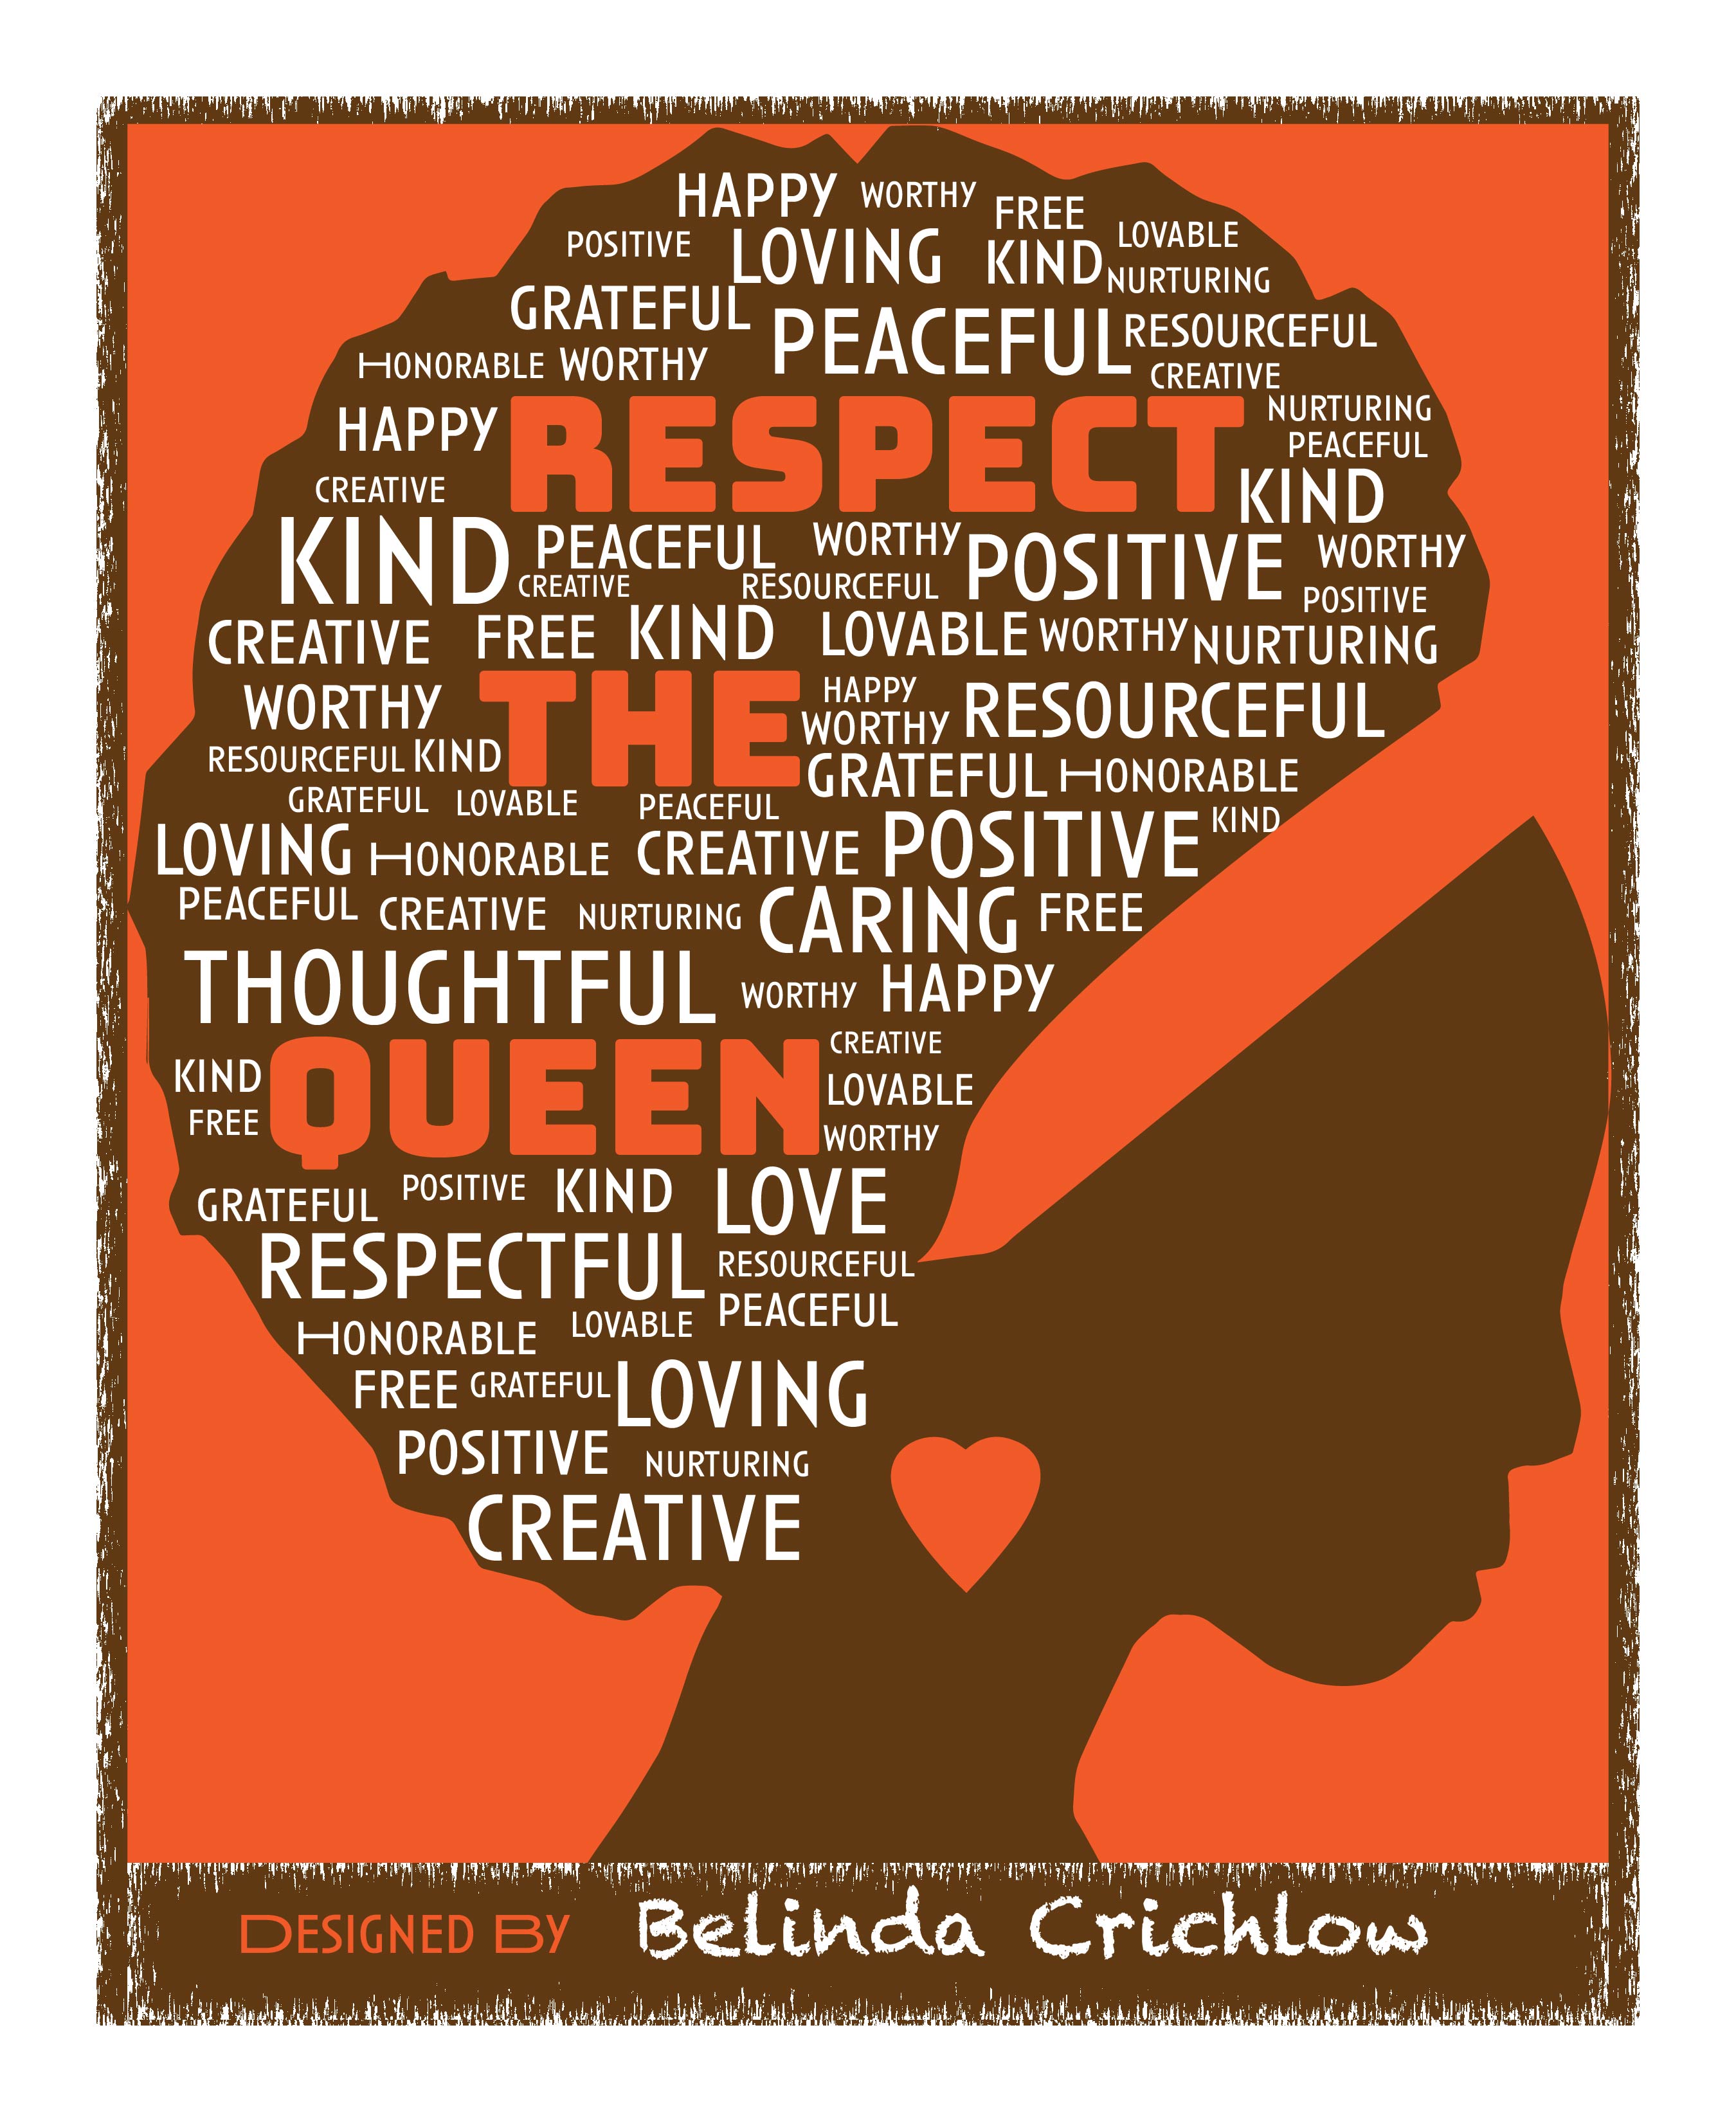 HAPPY WORTHY FREE
POSITIVE LOVING KIND LOVABLE
NURTURING
GRATEFUL PEACEFUL RESOURCEFUL
HONORABLE WORTHY CREATIVE
HAPPY RESPECT NURTURING
PEACEFUL
CREATIVE KIND
KIND PEACEFUL WORTHY POSITIVE WORTHY
CREATIVE RESOURCEFUL POSITIVE
CREATIVE FREE KIND LOVABLE WORTHY NURTURING
WORTHY THE HAPPY RESOURCEFUL
WORTHY
RESOURCEFUL KIND GRATEFUL HONORABLE
GRATEFUL LOVABLE PEACEFUL KIND
LOVING HONORABLE CREATIVE POSITIVE
PEACEFUL CREATIVE NURTURING CARING FREE
THOUGHTFUL WORTHY HAPPY
KIND QUEEN CREATIVE
LOVABLE
FREE WORTHY
GRATEFUL POSITIVE KIND LOVE
RESPECTFUL RESOURCEFUL
HONORABLE LOVABLE PEACEFUL
FREE GRATEFUL LOVING
POSITIVE NURTURING
CREATIVE
DESIGNED BY Belinda Crichlow